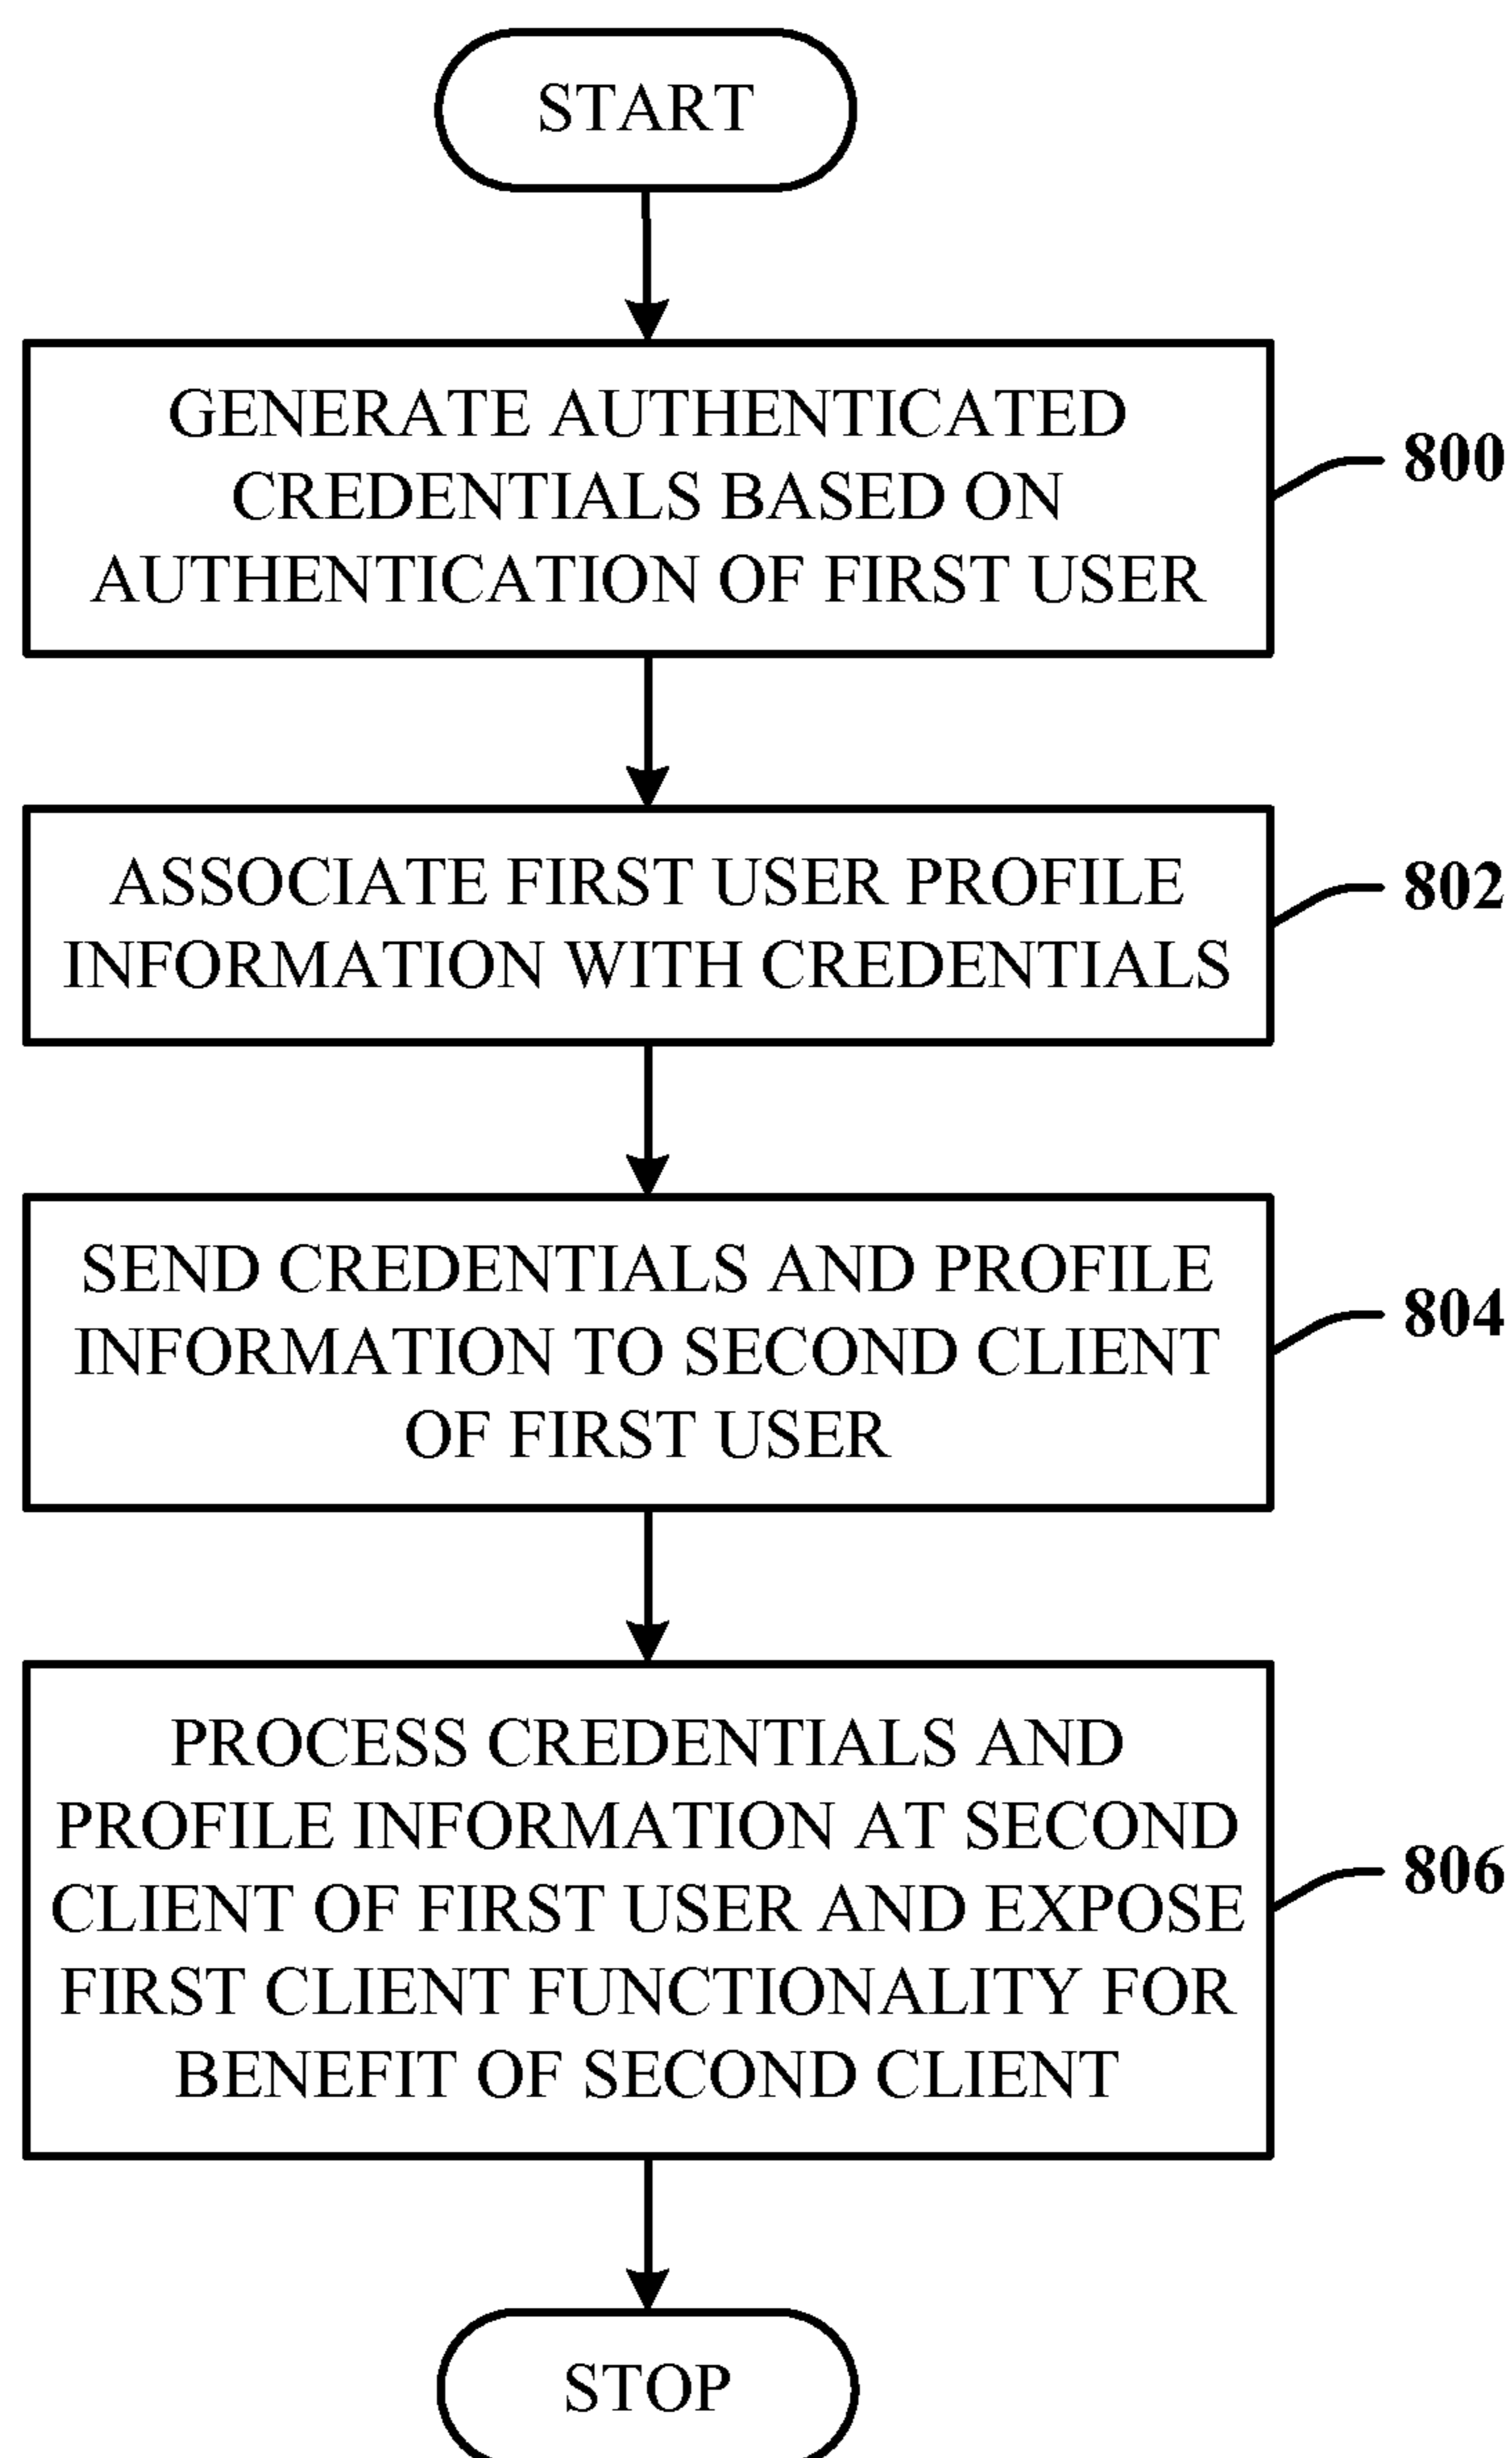 START
GENERATE AUTHENTICATED
CREDENTIALS BASED ON
AUTHENTICATION OF FIRST USER
800
ASSOCIATE FIRST USER PROFILE
INFORMATION WITH CREDENTIALS
802
SEND CREDENTIALS AND PROFILE
INFORMATION TO SECOND CLIENT
OF FIRST USER
804
PROCESS CREDENTIALS AND
PROFILE INFORMATION AT SECOND
CLIENT OF FIRST USER AND EXPOSE
FIRST CLIENT FUNCTIONALITY FOR
BENEFIT OF SECOND CLIENT
806
STOP